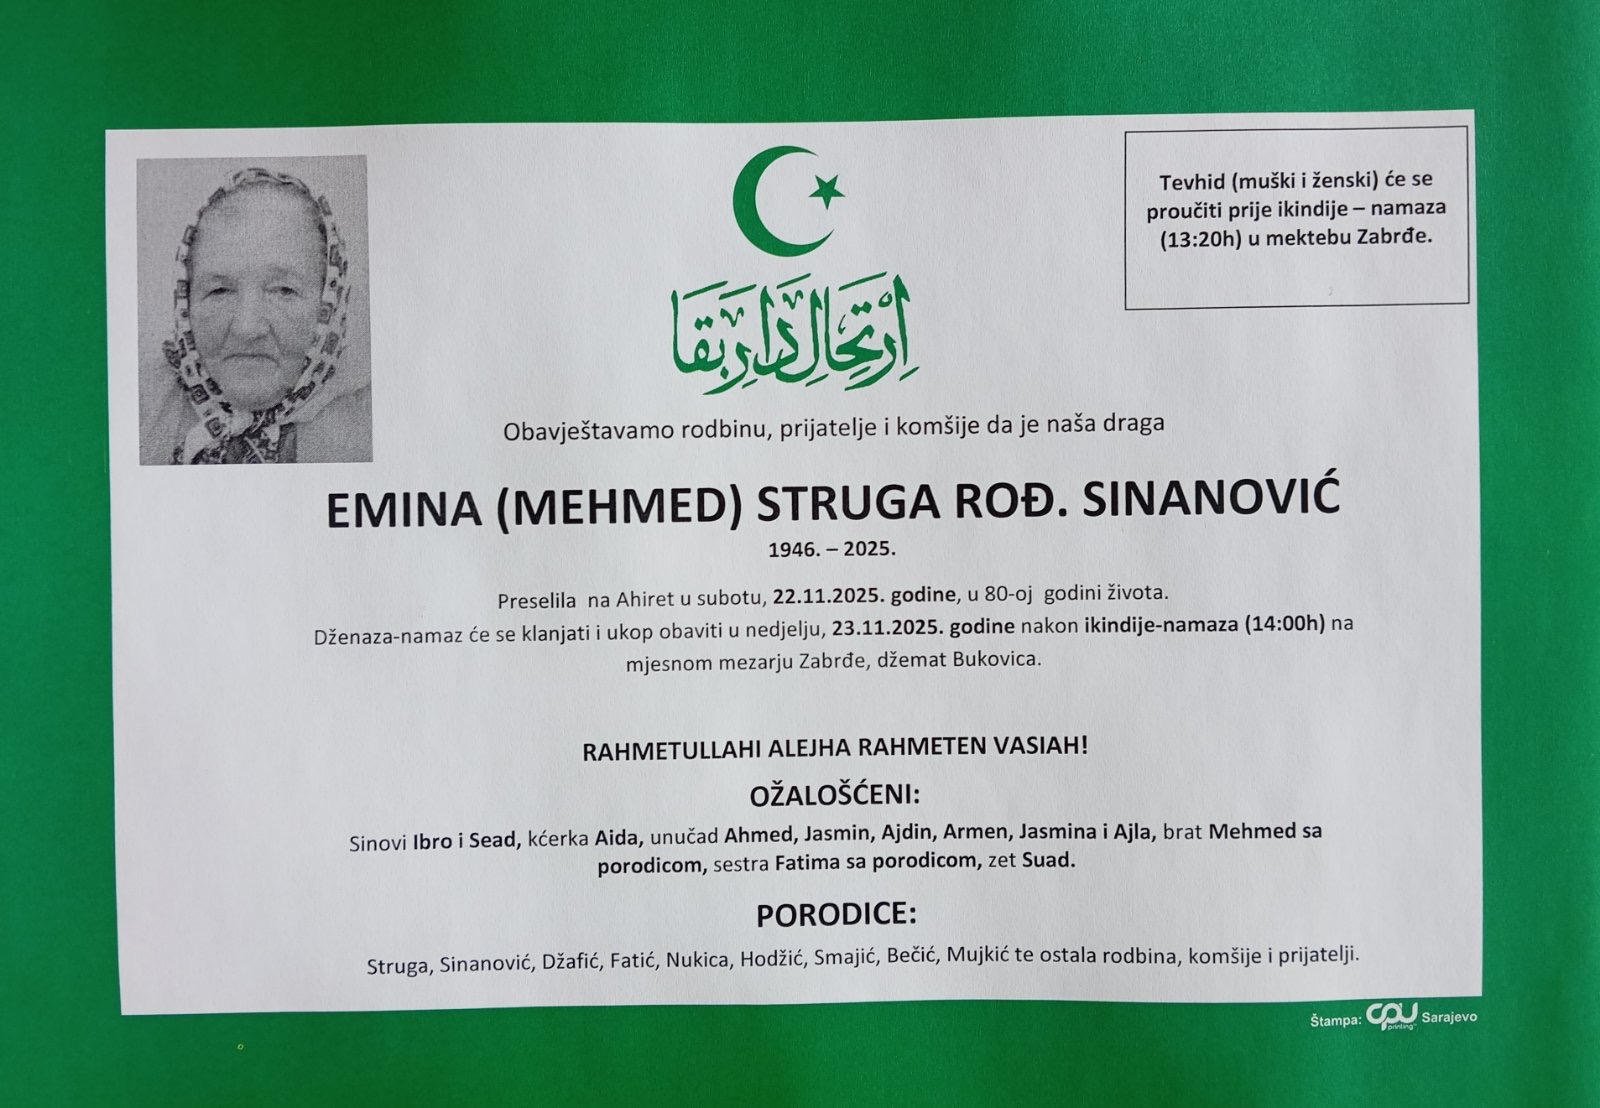 Tevhid (muški i ženski) će se
proučiti prije ikindije – namaza
(13:20h) u mektebu Zabrđe.
اِرْتِحَالِ دَارِ بَقَا
Obavještavamo rodbinu, prijatelje i komšije da je naša draga
EMINA (MEHMED) STRUGA ROĐ. SINANOVIĆ
1946. – 2025.
Preselila na Ahiret u subotu, 22.11.2025. godine, u 80-oj godini života.
Dženaza-namaz će se klanjati i ukop obaviti u nedjelju, 23.11.2025. godine nakon ikindije-namaza (14:00h) na
mjesnom mezarju Zabrđe, džemat Bukovica.
RAHMETULLAHI ALEJHA RAHMETEN VASIAH!
OŽALOŠĆENI:
Sinovi Ibro i Sead, kćerka Aida, unučad Ahmed, Jasmin, Ajdin, Armen, Jasmina i Ajla, brat Mehmed sa
porodicom, sestra Fatima sa porodicom, zet Suad.
PORODICE:
Struga, Sinanović, Džafić, Fatić, Nukica, Hodžić, Smajić, Bečić, Mujkić te ostala rodbina, komšije i prijatelji.
Štampa: CPU printing Sarajevo